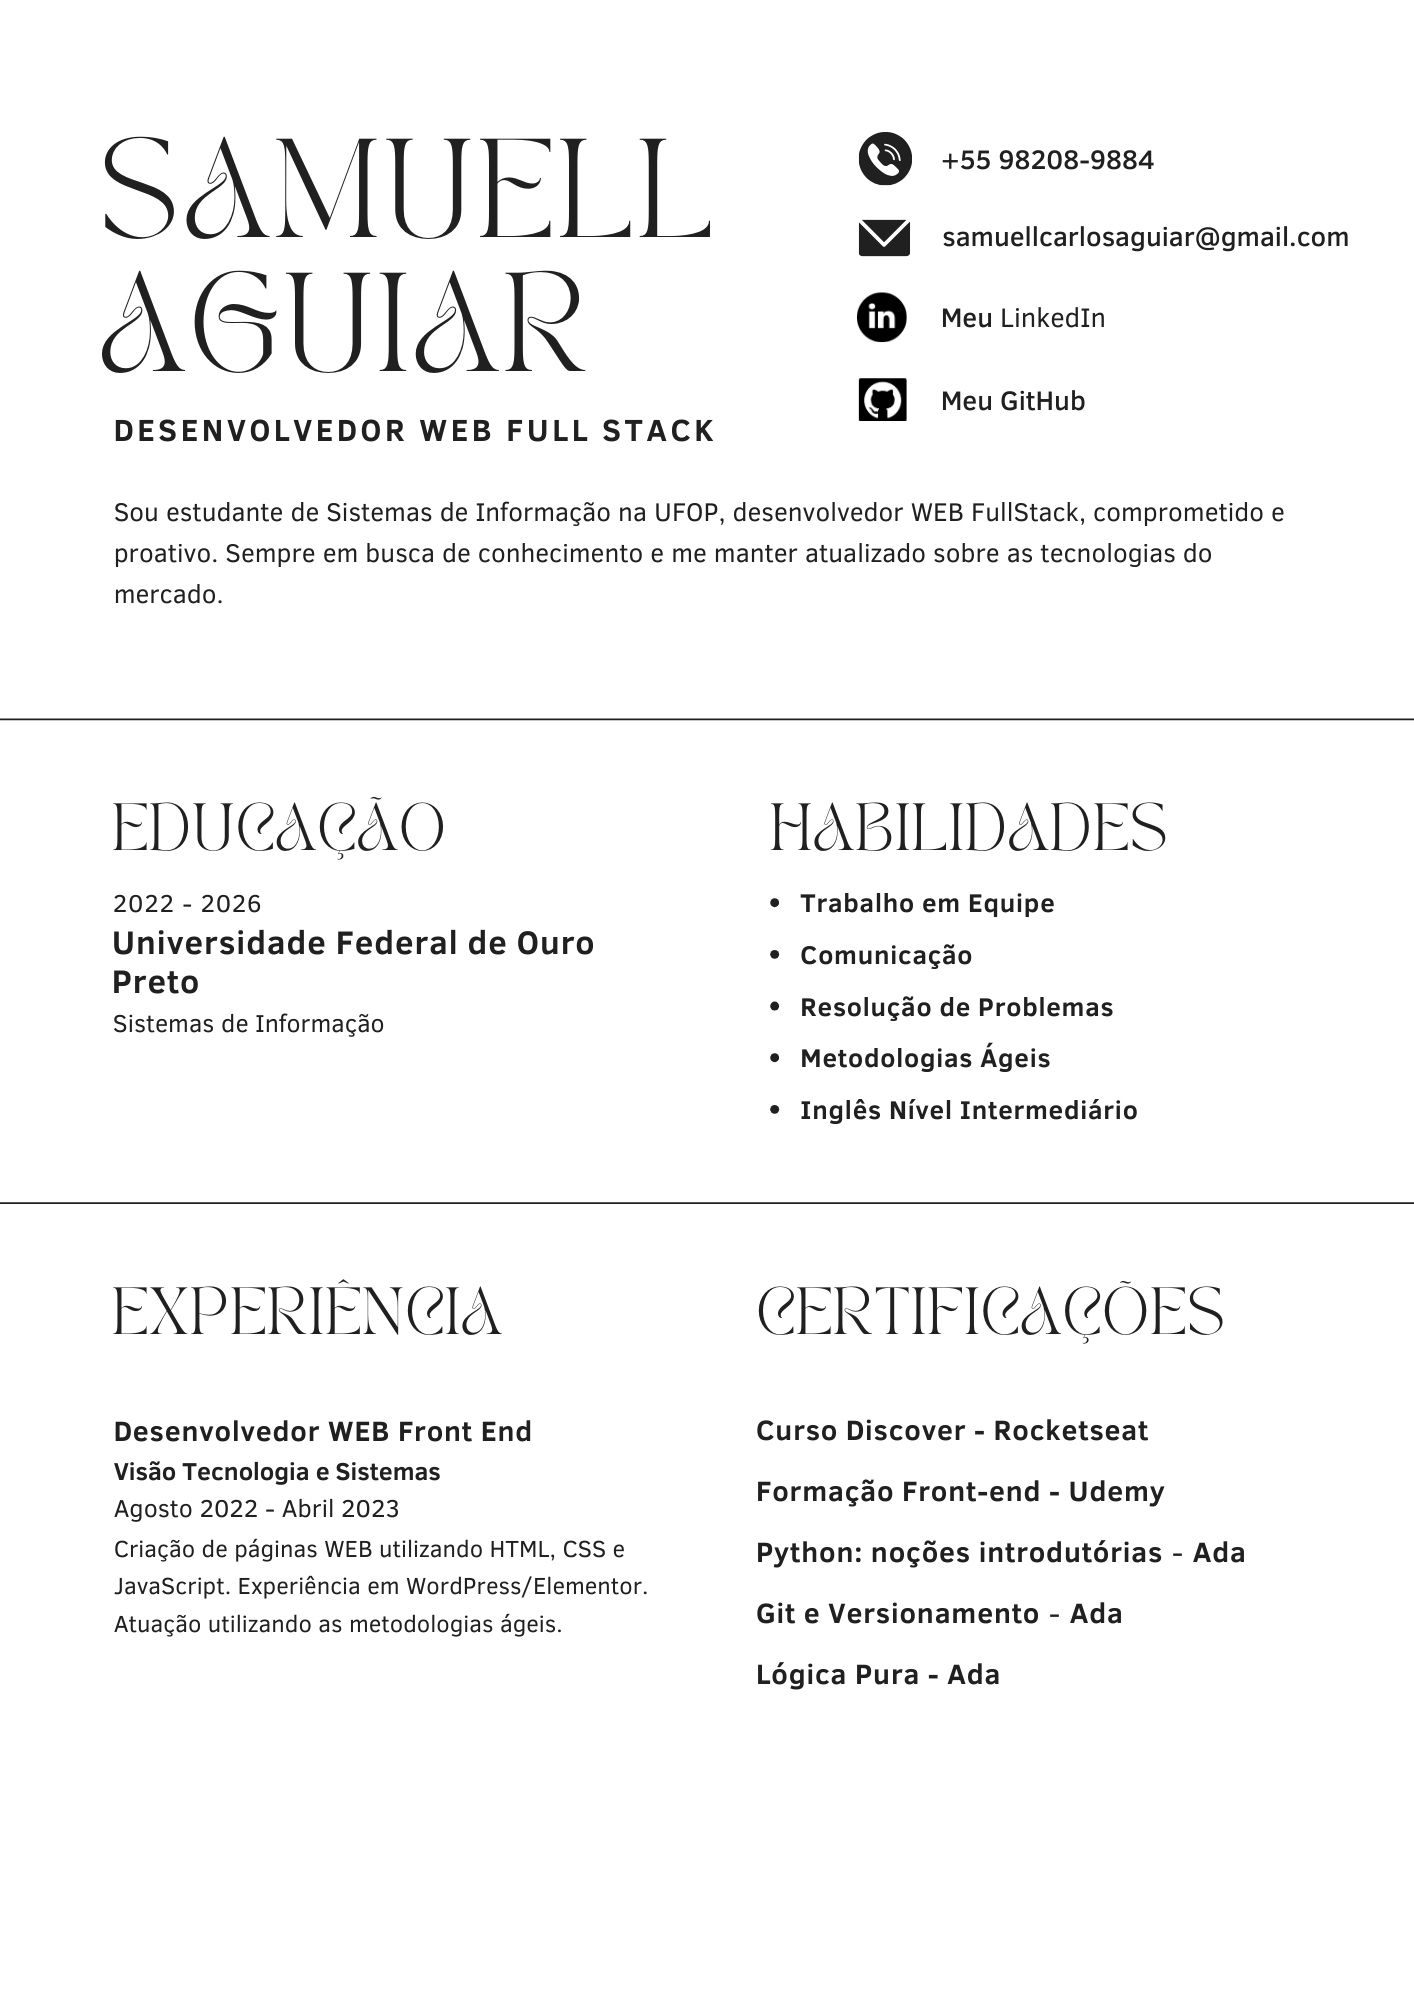 SAMUELL
AGUIAR
DESENVOLVEDOR WEB FULL STACK
+55 98208-9884
samuellcarlosaguiar@gmail.com
in
Meu LinkedIn
Meu GitHub
Sou estudante de Sistemas de Informação na UFOP, desenvolvedor WEB FullStack, comprometido e
proativo. Sempre em busca de conhecimento e me manter atualizado sobre as tecnologias do
mercado.
EDUCAÇÃO
2022 - 2026
Universidade Federal de Ouro
Preto
Sistemas de Informação
HABILIDADES
• Trabalho em Equipe
• Comunicação
• Resolução de Problemas
• Metodologias Ágeis
• Inglês Nível Intermediário
EXPERIÊNCIA
Desenvolvedor WEB Front End
Visão Tecnologia e Sistemas
Agosto 2022 - Abril 2023
Criação de páginas WEB utilizando HTML, CSS e
JavaScript. Experiência em WordPress/Elementor.
Atuação utilizando as metodologias ágeis.
CERTIFICAÇÕES
Curso Discover - Rocketseat
Formação Front-end - Udemy
Python: noções introdutórias - Ada
Git e Versionamento - Ada
Lógica Pura - Ada